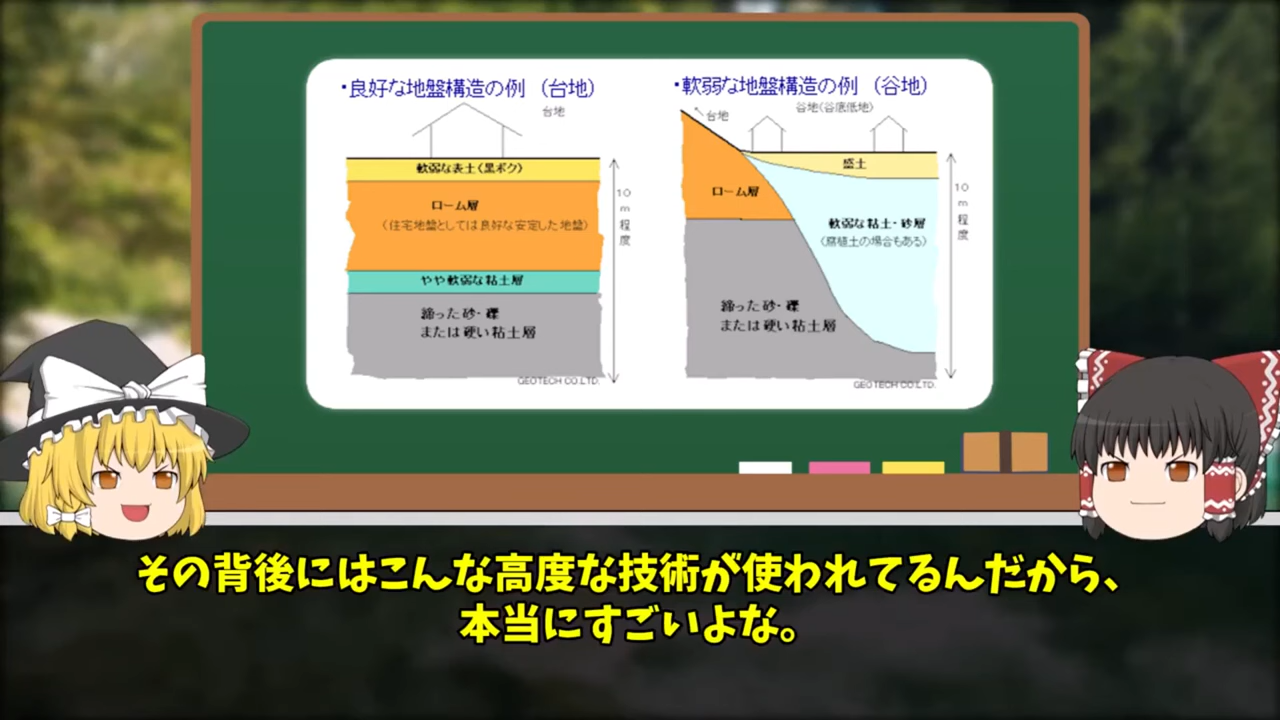 ・良好な地盤構造の例 （台地）
台地
軟弱な表土（黒ボク）
ローム層
（住宅地盤としては良好な安定した地盤）
やや軟弱な粘土層
締った砂・礫
または硬い粘土層
10m程度
GEOTECH CO.LTD.
・軟弱な地盤構造の例 （谷地）
谷地（谷底低地）
台地
盛土
ローム層
軟弱な粘土・砂層
（腐植土の場合もある）
締った砂・礫
または硬い粘土層
10m程度
GEOTECH CO.LTD.
その背後にはこんな高度な技術が使われてるんだから、
本当にすごいよな。